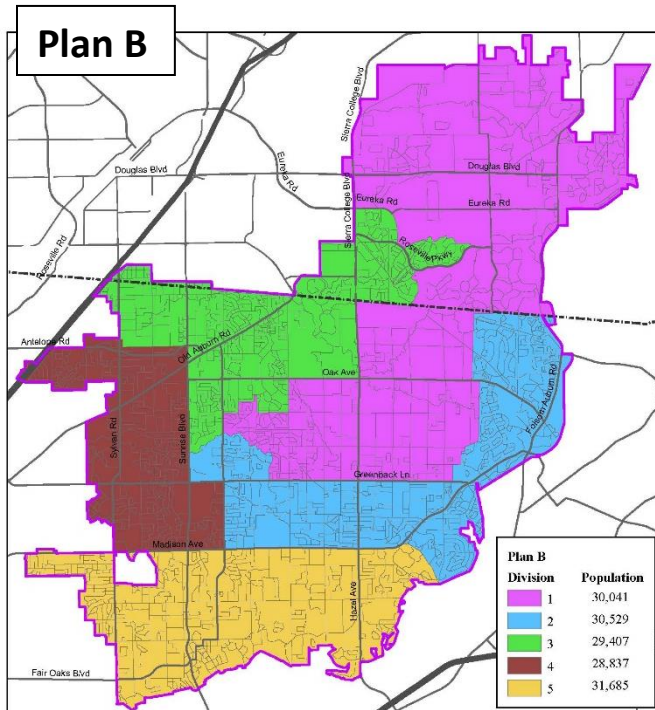 Plan B
Sierra College Blvd
Eureka Rd
Douglas Blvd
Douglas Blvd
Sierra College Blvd
Eureka Rd
Eureka Rd
Roseville Rd
Roseville Pkwy
Antelope Rd
Old Auburn Rd
Oak Ave
Folsom Auburn Rd
Sylvan Rd
Sunrise Blvd
Greenback Ln
Madison Ave
Hazel Ave
Fair Oaks Blvd
Plan B
Division Population
1 30,041
2 30,529
3 29,407
4 28,837
5 31,685